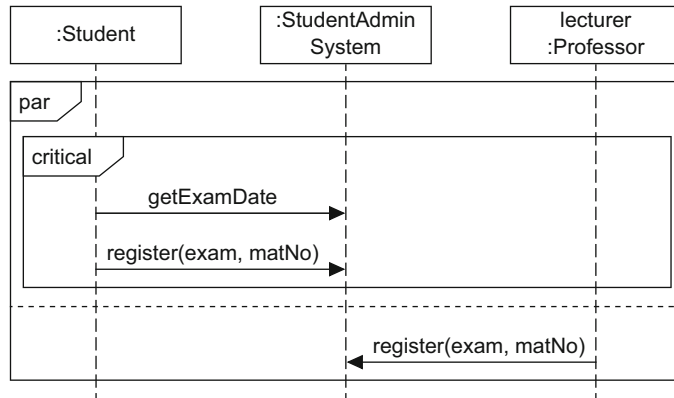 :Student
:StudentAdmin
System
lecturer
:Professor
par
critical
getExamDate
register(exam, matNo)
register(exam, matNo)